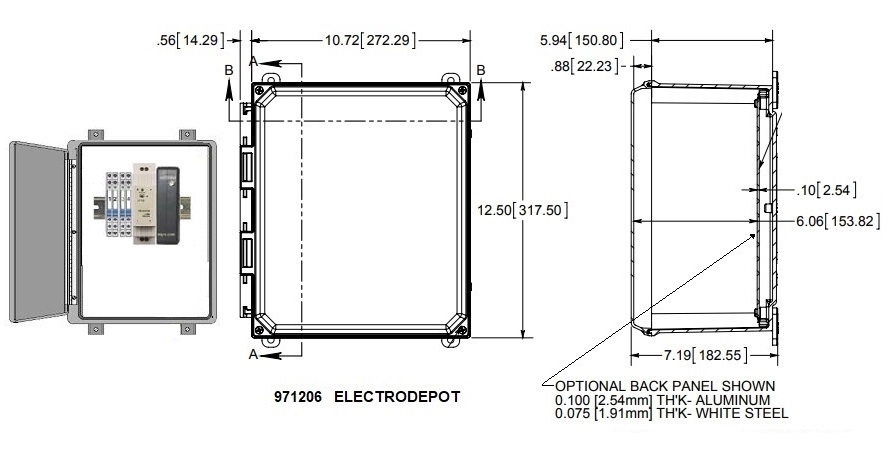 .56[14.29]
10.72[272.29]
5.94[150.80]
.88[22.23]
A
B
B
12.50[317.50]
.10[2.54]
6.06[153.82]
A
7.19[182.55]
971206 ELECTRODEPOT
OPTIONAL BACK PANEL SHOWN
0.100 [2.54mm] TH'K- ALUMINUM
0.075 [1.91mm] TH'K- WHITE STEEL